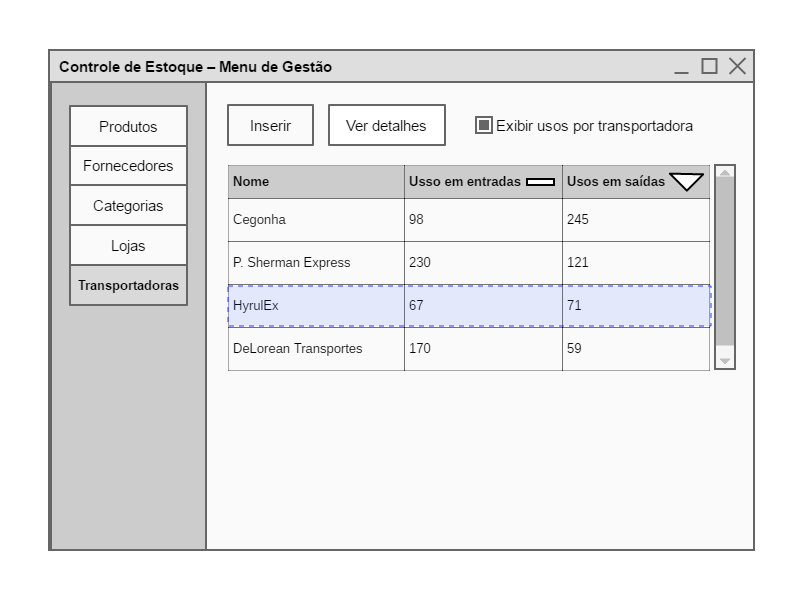 Controle de Estoque – Menu de Gestão
Produtos
Fornecedores
Categorias
Lojas
Transportadoras
Inserir
Ver detalhes
Exibir usos por transportadora
Nome Usso em entradas Usos em saídas
Cegonha 98 245
P. Sherman Express 230 121
HyrulEx 67 71
DeLorean Transportes 170 59